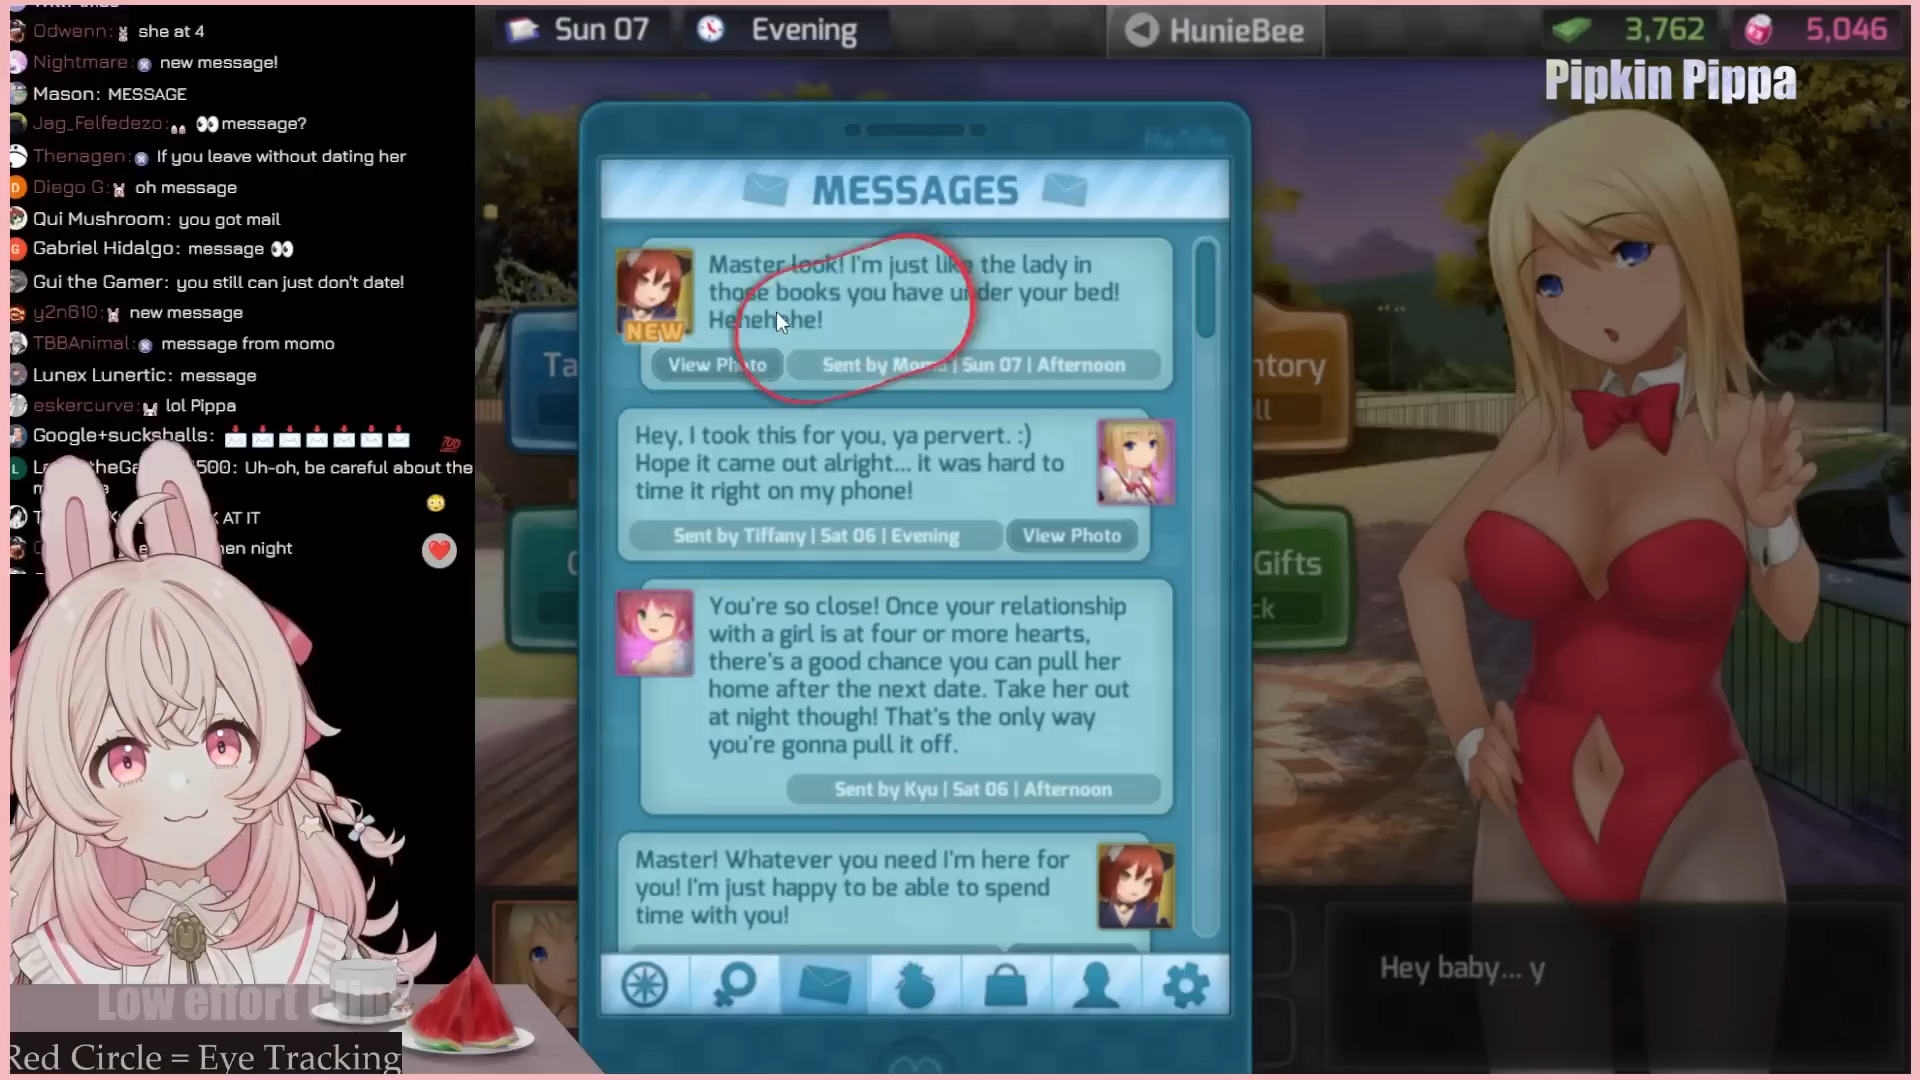 Odwenn: she at 4
Nightmare: new message!
Mason: MESSAGE
Jag_Felfedezo: 👀message?
Thenagen: If you leave without dating her
Diego G: oh message
Qui Mushroom: you got mail
Gabriel Hidalgo: message 👀
Gui the Gamer: you still can just don't date!
y2n610: new message
TBBAnimal: message from momo
Lunex Lunertic: message
eskercurve: lol Pippa
Google+sucksballs:
500: Uh-oh, be careful about the
AT IT
night
Low effort
Red Circle = Eye Tracking
Sun 07
Evening
HunieBee
3,762
5,046
Pipkin Pippa
MESSAGES
Master look! I'm just like the lady in
those books you have under your bed!
Hehehehe!
NEW
View Photo
Sent by Momo | Sun 07 | Afternoon
Hey, I took this for you, ya pervert. :)
Hope it came out alright... it was hard to
time it right on my phone!
Sent by Tiffany | Sat 06 | Evening
View Photo
You're so close! Once your relationship
with a girl is at four or more hearts,
there's a good chance you can pull her
home after the next date. Take her out
at night though! That's the only way
you're gonna pull it off.
Sent by Kyu | Sat 06 | Afternoon
Master! Whatever you need I'm here for
you! I'm just happy to be able to spend
time with you!
Ta
ntory
Gifts
Hey baby... y